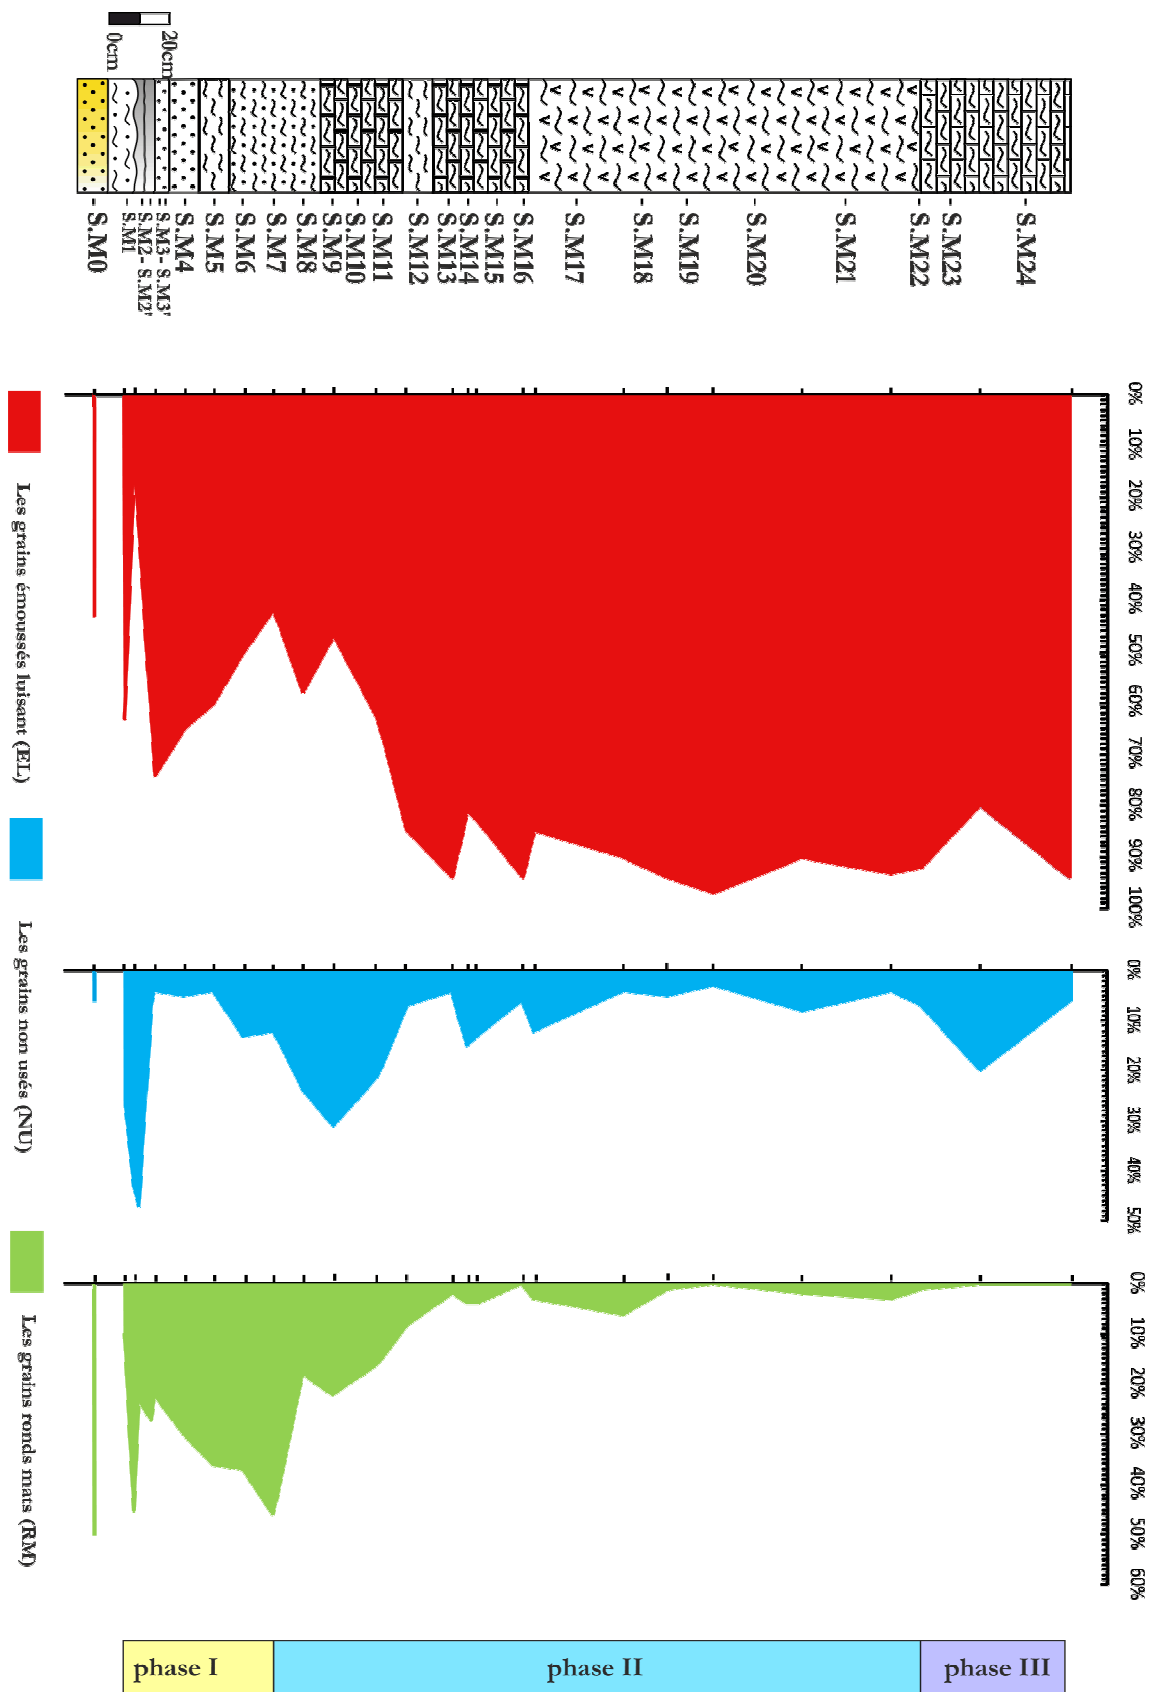 0cm
20cm
S.M0
S.M1
S.M2- S.M2'
S.M3- S.M3'
S.M4
S.M5
S.M6
S.M7
S.M8
S.M9
S.M10
S.M11
S.M12
S.M13
S.M14
S.M15
S.M16
S.M17
S.M18
S.M19
S.M20
S.M21
S.M22
S.M23
S.M24
0%
10%
20%
30%
40%
50%
60%
70%
80%
90%
100%
Les grains émoussés luisant (EL)
0%
10%
20%
30%
40%
50%
Les grains non usés (NU)
0%
10%
20%
30%
40%
50%
60%
Les grains ronds mats (RM)
phase I
phase II
phase III